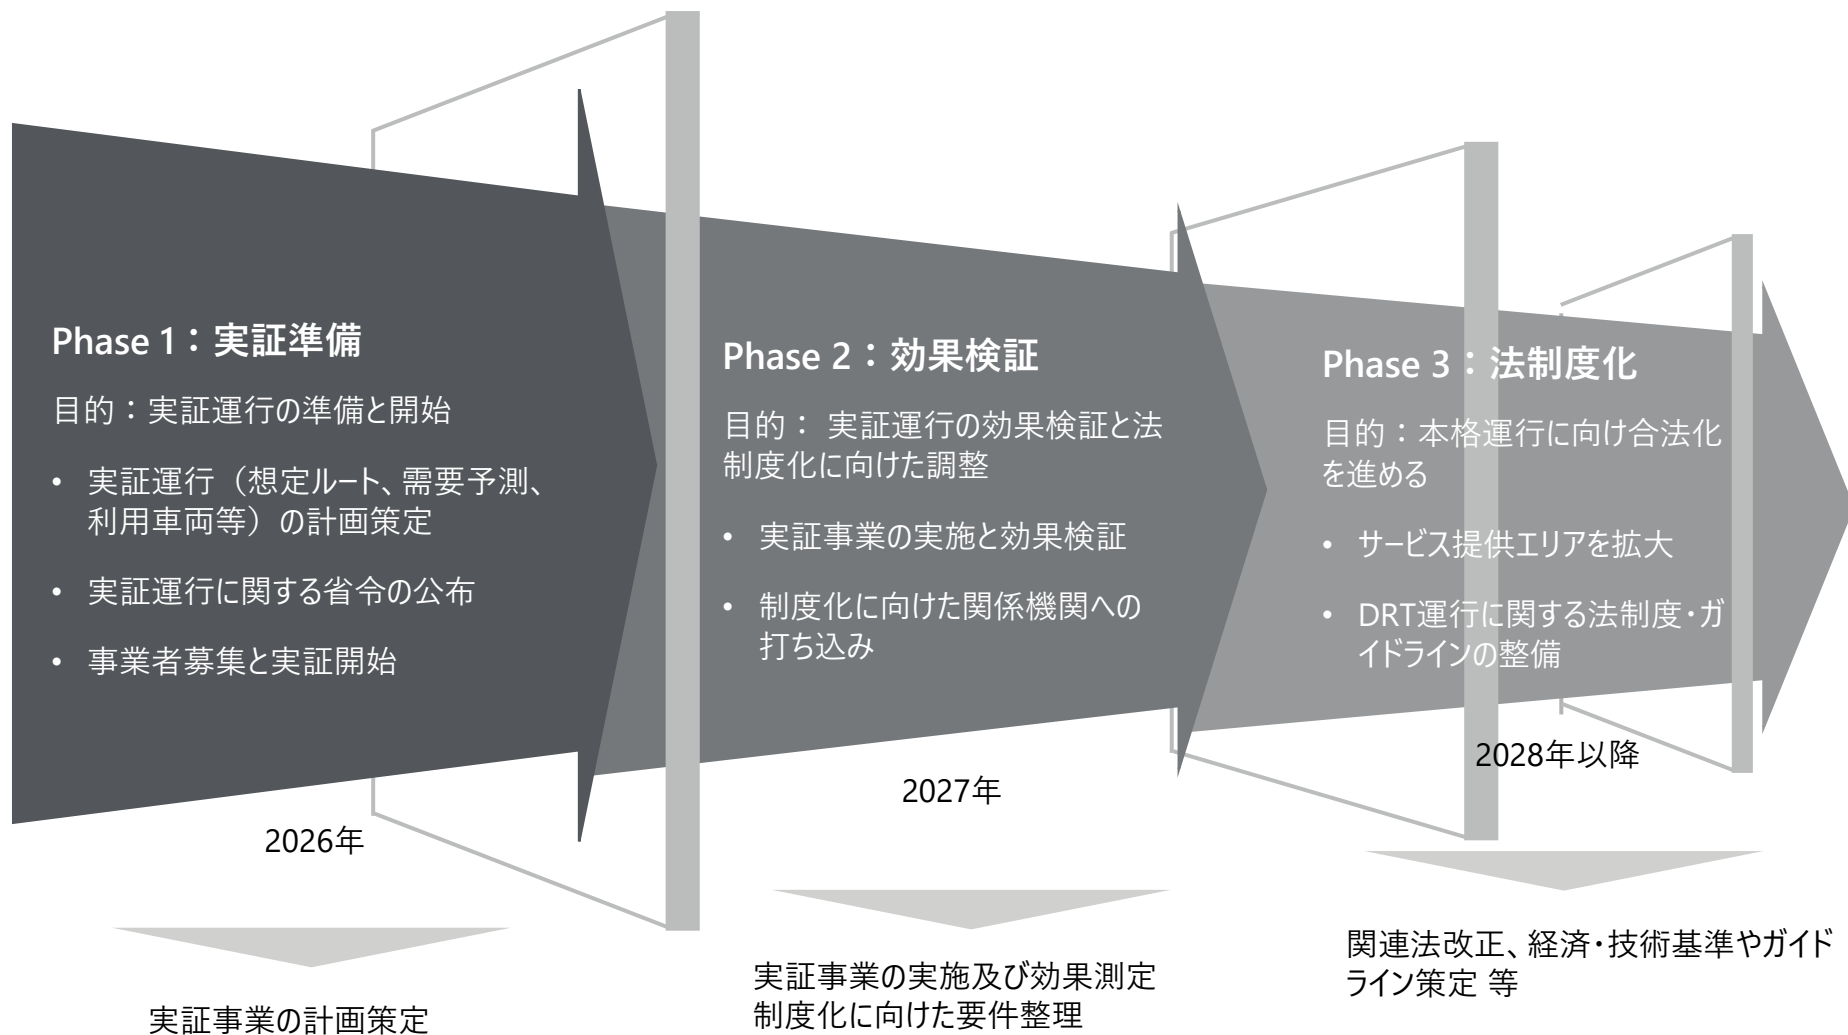 Phase 1：実証準備
目的：実証運行の準備と開始
• 実証運行（想定ルート、需要予測、
利用車両等）の計画策定
• 実証運行に関する省令の公布
• 事業者募集と実証開始
2026年
実証事業の計画策定
Phase 2：効果検証
目的： 実証運行の効果検証と法
制度化に向けた調整
• 実証事業の実施と効果検証
• 制度化に向けた関係機関への
打ち込み
2027年
実証事業の実施及び効果測定
制度化に向けた要件整理
Phase 3：法制度化
目的：本格運行に向け合法化
を進める
• サービス提供エリアを拡大
• DRT運行に関する法制度・ガ
イドラインの整備
2028年以降
関連法改正、経済・技術基準やガイド
ライン策定 等